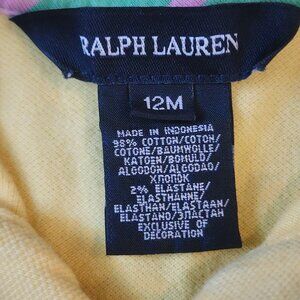 RALPH LAUREN
12M
MADE IN INDONESIA
98% COTTON/COTON/
COTONE/BAUMWOLLE/
KATOEN/BOMULD/
ALGODÓN/ALGODAO/
ХЛОПОК
2% ELASTANE/
ELASTHANNE/
ELASTHAN/ELASTAAN/
ELASTANO/ЭЛАСТАН
EXCLUSIVE OF
DECORATION